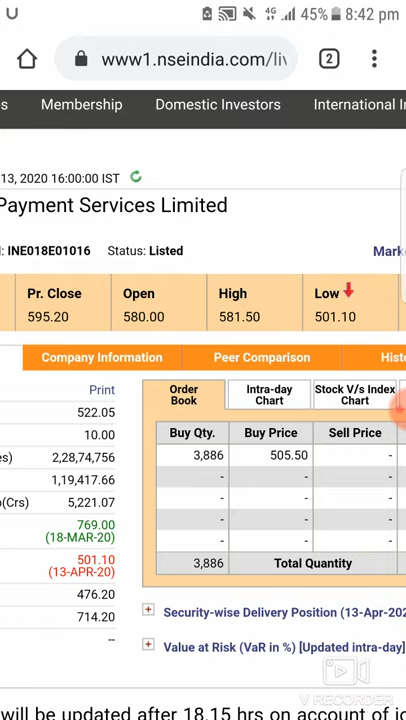 4G 45% 8:42 pm
www1.nseindia.com/liv
2
s Membership Domestic Investors International I
13, 2020 16:00:00 IST
Payment Services Limited
: INE018E01016 Status: Listed Mark
Pr. Close Open High Low
595.20 580.00 581.50 501.10
Company Information Peer Comparison Histo
Print
522.05
10.00
es) 2,28,74,756
1,19,417.66
o(Crs) 5,221.07
769.00
(18-MAR-20)
501.10
(13-APR-20)
476.20
714.20
--
Order Book Intra-day Chart Stock V/s Index Chart
Buy Qty. Buy Price Sell Price
3,886 505.50 -
- - -
- - -
- - -
- - -
3,886 Total Quantity
+ Security-wise Delivery Position (13-Apr-202
+ Value at Risk (VaR in %) [Updated intra-day]
V RECORDER
will be updated after 18.15 hrs on account of